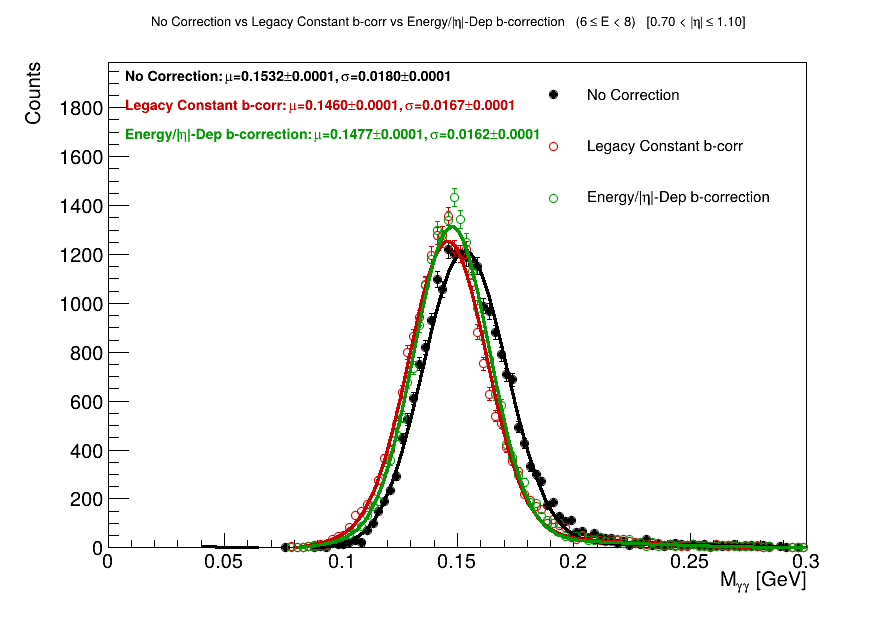 No Correction vs Legacy Constant b-corr vs Energy/|η|-Dep b-correction (6 ≤ E < 8) [0.70 < |η| ≤ 1.10]
Counts
No Correction: μ=0.1532±0.0001, σ=0.0180±0.0001
Legacy Constant b-corr: μ=0.1460±0.0001, σ=0.0167±0.0001
Energy/|η|-Dep b-correction: μ=0.1477±0.0001, σ=0.0162±0.0001
No Correction
Legacy Constant b-corr
Energy/|η|-Dep b-correction
1800
1600
1400
1200
1000
800
600
400
200
0
0 0.05 0.1 0.15 0.2 0.25 0.3
Mγγ [GeV]